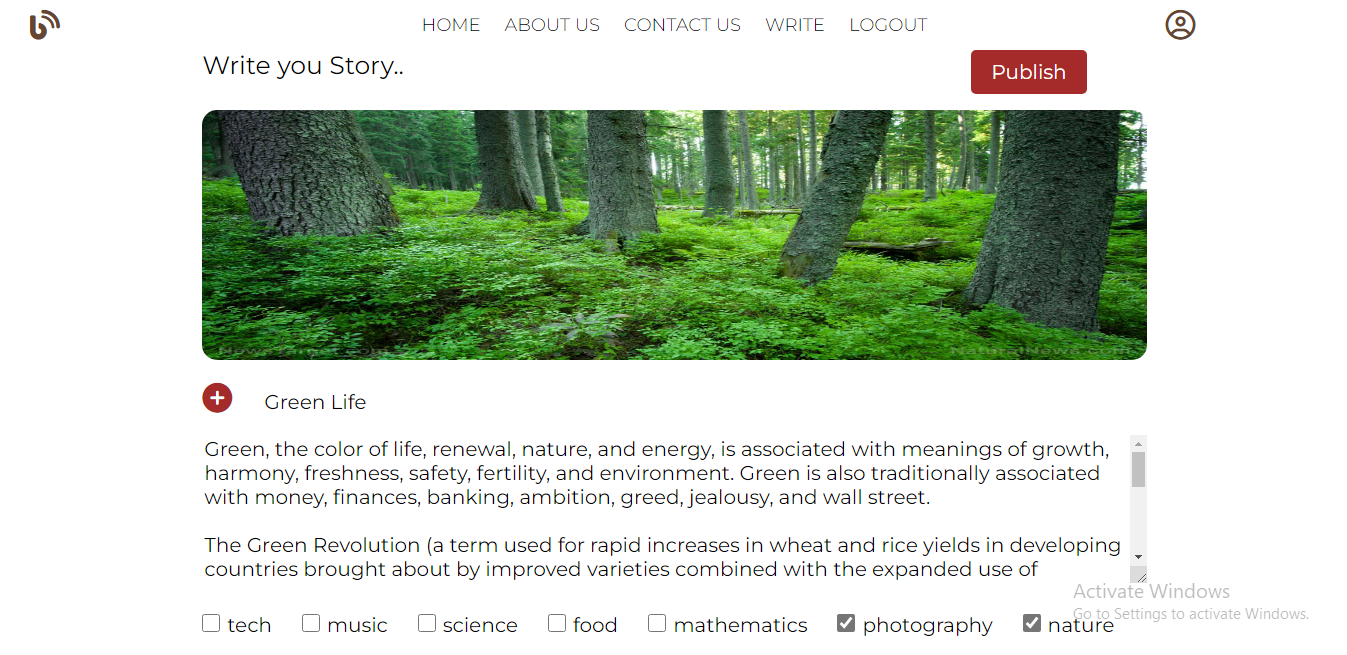 HOME ABOUT US CONTACT US WRITE LOGOUT
Write you Story..
Publish
Green Life
Green, the color of life, renewal, nature, and energy, is associated with meanings of growth,
harmony, freshness, safety, fertility, and environment. Green is also traditionally associated
with money, finances, banking, ambition, greed, jealousy, and wall street.
The Green Revolution (a term used for rapid increases in wheat and rice yields in developing
countries brought about by improved varieties combined with the expanded use of
Activate Windows
Go to Settings to activate Windows.
tech music science food mathematics photography nature